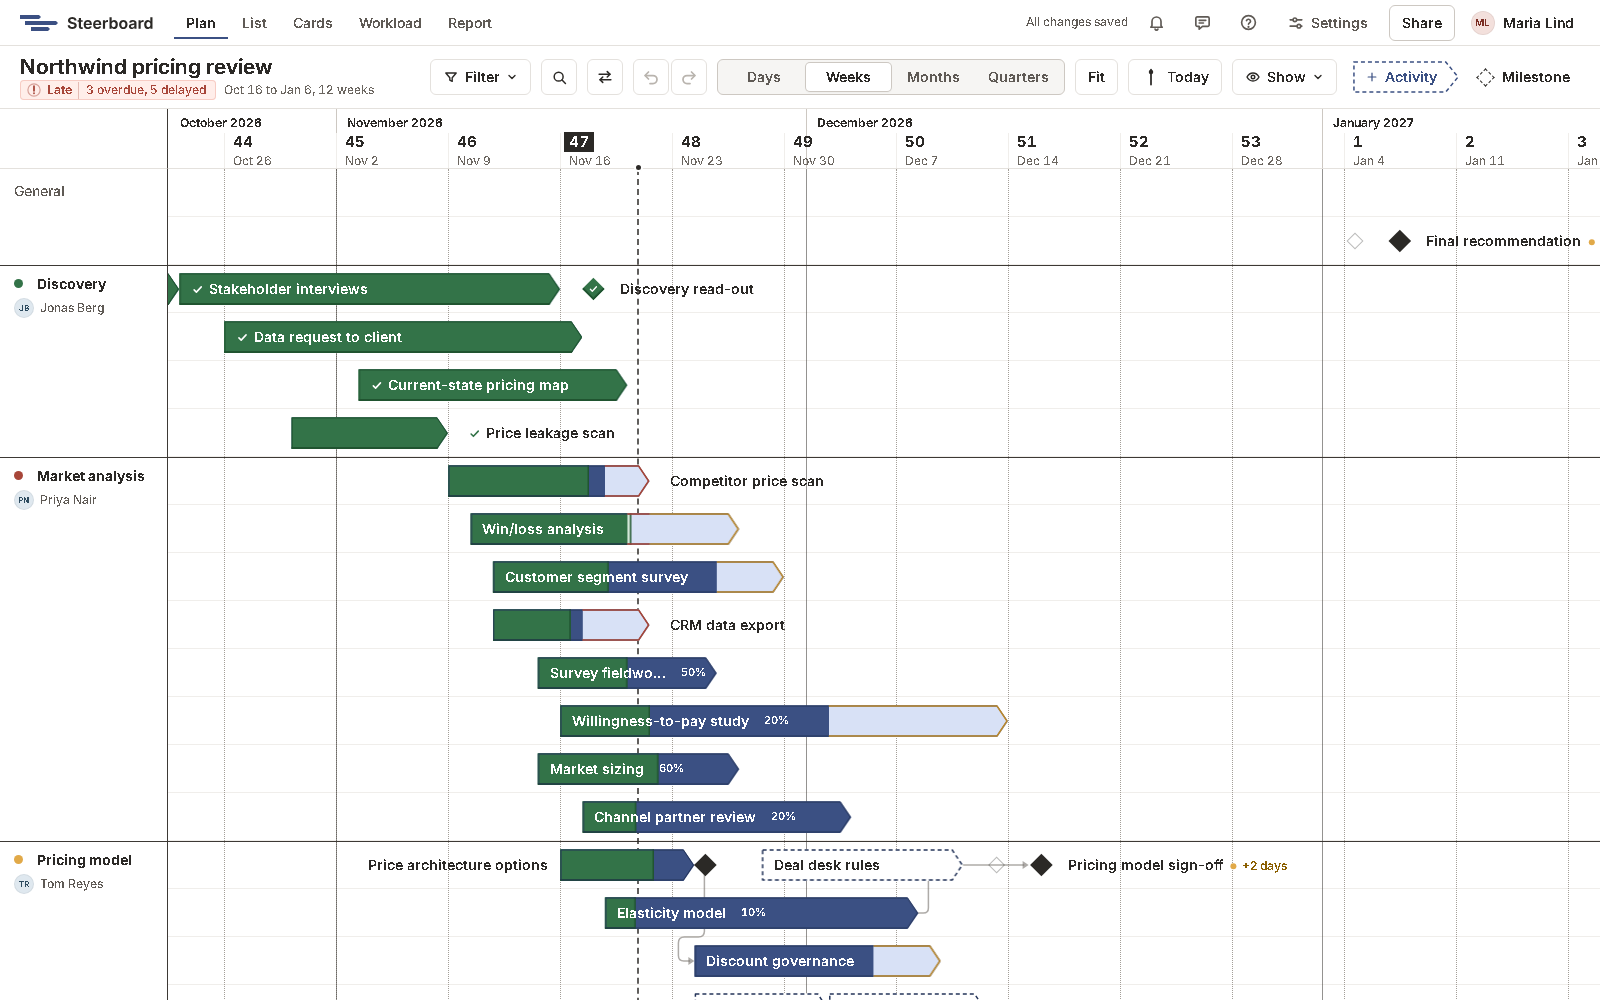 Steerboard
Plan
List
Cards
Workload
Report
All changes saved
Settings
Share
ML
Maria Lind
Northwind pricing review
Late
3 overdue, 5 delayed
Oct 16 to Jan 6, 12 weeks
Filter
Days
Weeks
Months
Quarters
Fit
Today
Show
+ Activity
Milestone
October 2026
November 2026
December 2026
January 2027
44
45
46
47
48
49
50
51
52
53
1
2
3
Oct 26
Nov 2
Nov 9
Nov 16
Nov 23
Nov 30
Dec 7
Dec 14
Dec 21
Dec 28
Jan 4
Jan 11
Jan
General
Final recommendation
Discovery
JB
Jonas Berg
Stakeholder interviews
Discovery read-out
Data request to client
Current-state pricing map
Price leakage scan
Market analysis
PN
Priya Nair
Competitor price scan
Win/loss analysis
Customer segment survey
CRM data export
Survey fieldwo...
50%
Willingness-to-pay study
20%
Market sizing
60%
Channel partner review
20%
Pricing model
TR
Tom Reyes
Price architecture options
Deal desk rules
Pricing model sign-off
+2 days
Elasticity model
10%
Discount governance